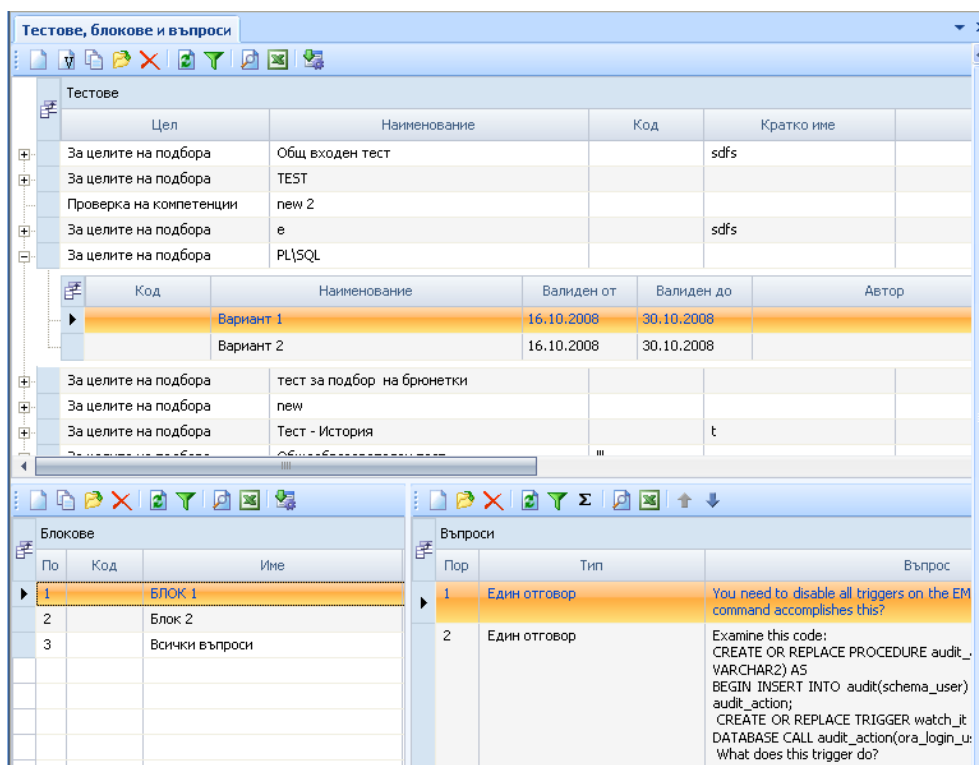 Тестове, блокове и въпроси
Тестове
Цел Наименование Код Кратко име
За целите на подбора Общ входен тест sdfs
За целите на подбора TEST
Проверка на компетенции new 2
За целите на подбора е sdfs
За целите на подбора PL\SQL
Код Наименование Валиден от Валиден до Автор
Вариант 1 16.10.2008 30.10.2008
Вариант 2 16.10.2008 30.10.2008
За целите на подбора тест за подбор на брюнетки
За целите на подбора new
За целите на подбора Тест - История t
Блокове
По Код Име
1 БЛОК 1
2 Блок 2
3 Всички въпроси
Въпроси
Пор Тип Въпрос
1 Един отговор You need to disable all triggers on the EM
command accomplishes this?
2 Един отговор Examine this code:
CREATE OR REPLACE PROCEDURE audit_
VARCHAR2) AS
BEGIN INSERT INTO audit(schema_user)
audit_action;
CREATE OR REPLACE TRIGGER watch_it
DATABASE CALL audit_action(ora_login_u
What does this trigger do?